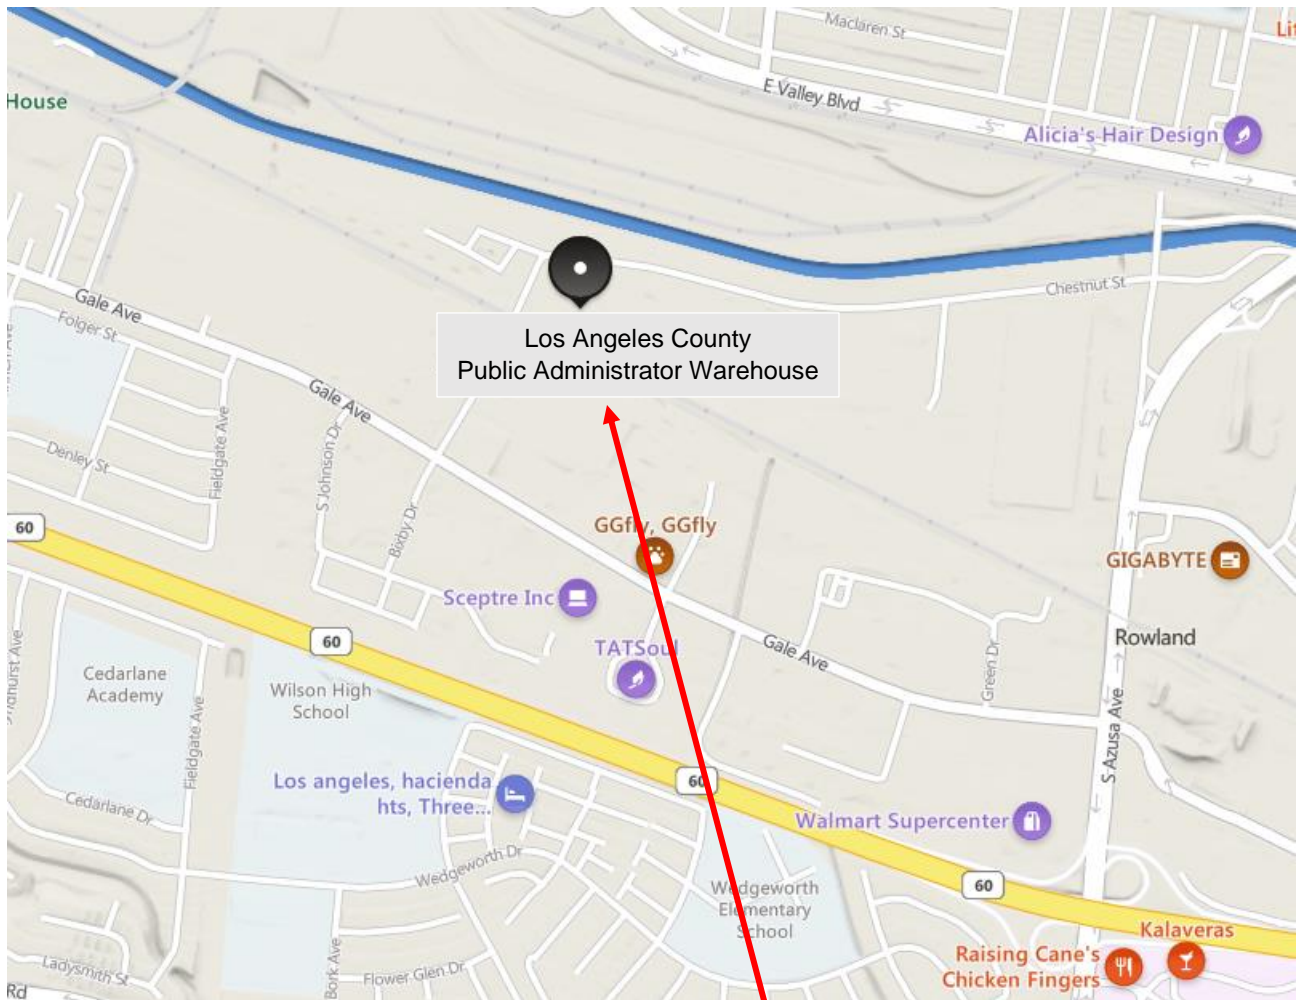 Maclaren St
Lit
E Valley Blvd
House
Alicia's Hair Design
Chestnut St
Gale Ave
Folger St
Los Angeles County
Public Administrator Warehouse
Gale Ave
Fieldgate Ave
S Johnson Dr
Denley St
Bixby Dr
60
GGfly, GGfly
GIGABYTE
Sceptre Inc
60
TATSoul
Gale Ave
Green Dr
Rowland
Cedarlane
Academy
Wilson High
School
Fieldgate Ave
S Azusa Ave
60
Los angeles, hacienda
hts, Three...
Cedarlane Dr
Walmart Supercenter
Wedgeworth Dr
60
Wedgeworth
Elementary
School
Kalaveras
Raising Cane's
Chicken Fingers
Bork Ave
Flower Glen Dr
Ladysmith St
Rd